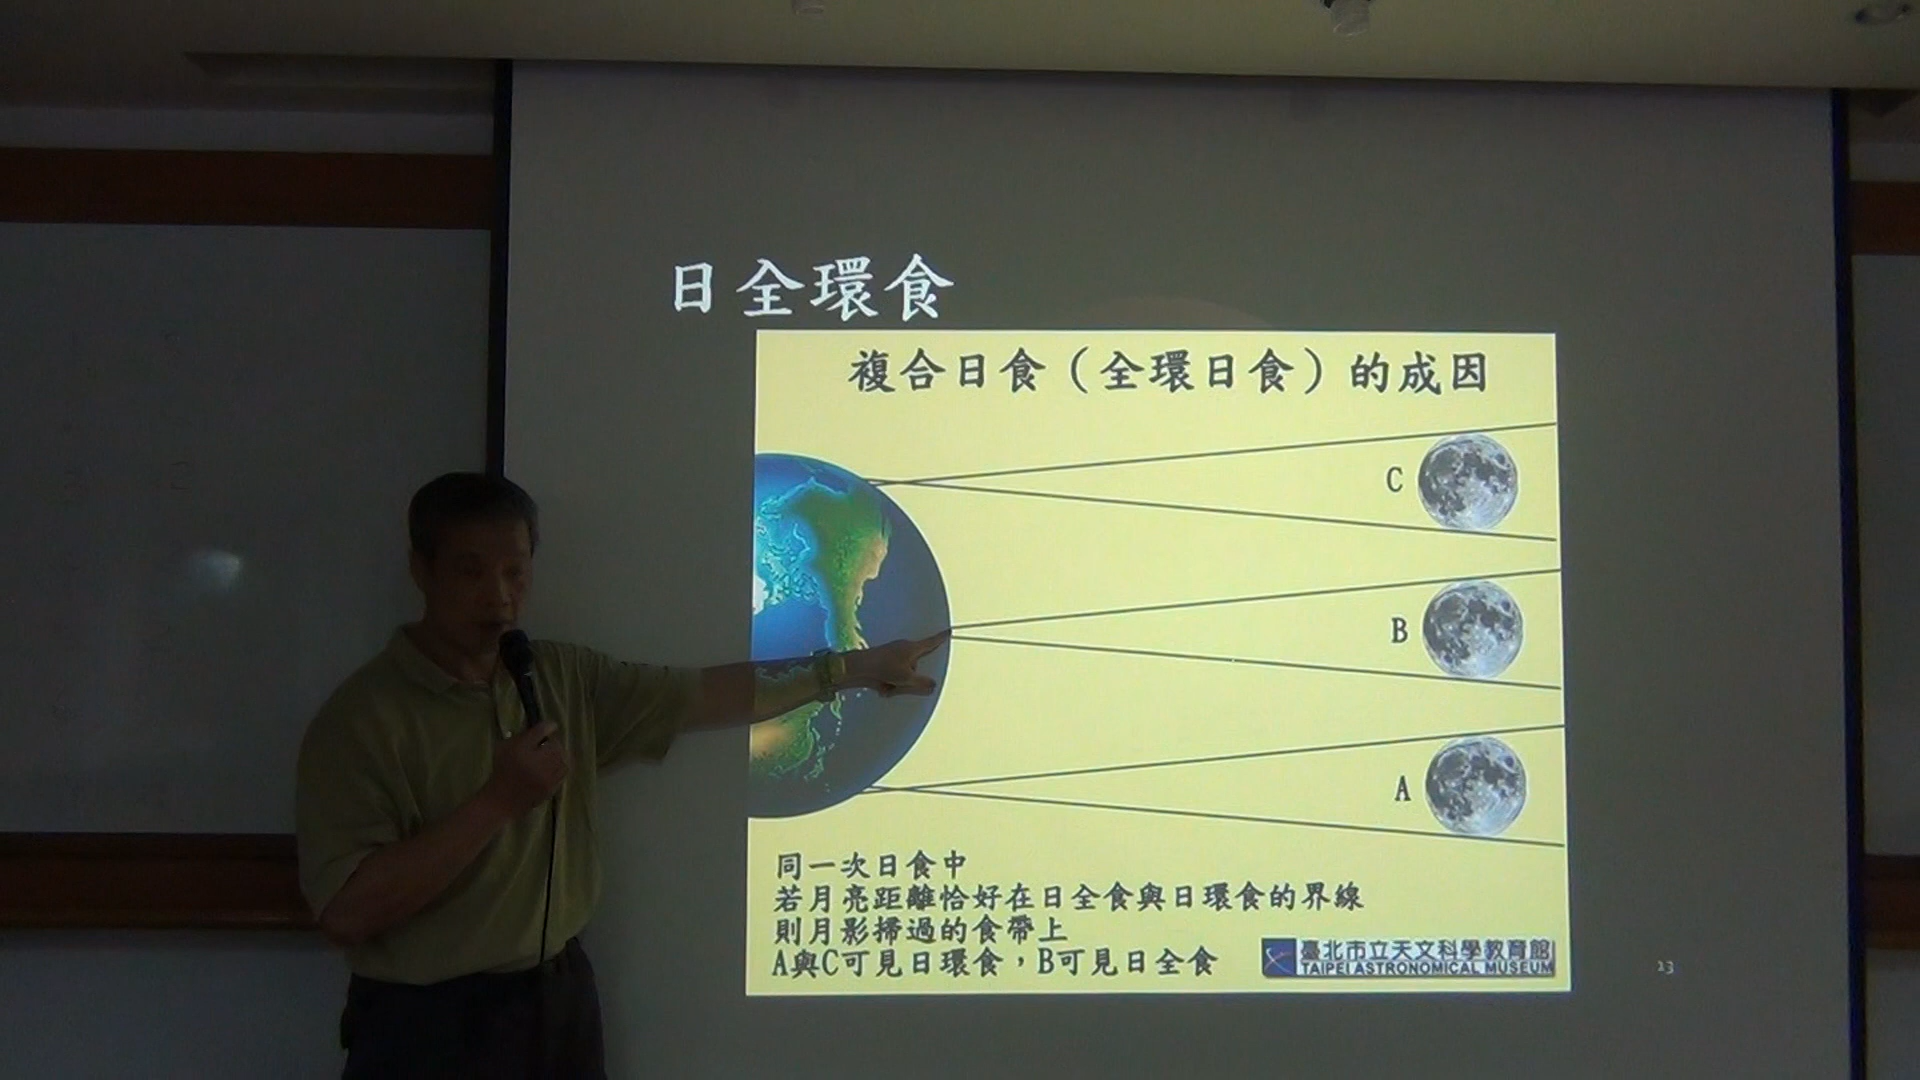 日全環食
複合日食（全環日食）的成因
C
B
A
同一次日食中
若月亮距離恰好在日全食與日環食的界線
則月影掃過的食帶上
A與C可見日環食，B可見日全食
臺北市立天文科學教育館
TAIPEI ASTRONOMICAL MUSEUM
23